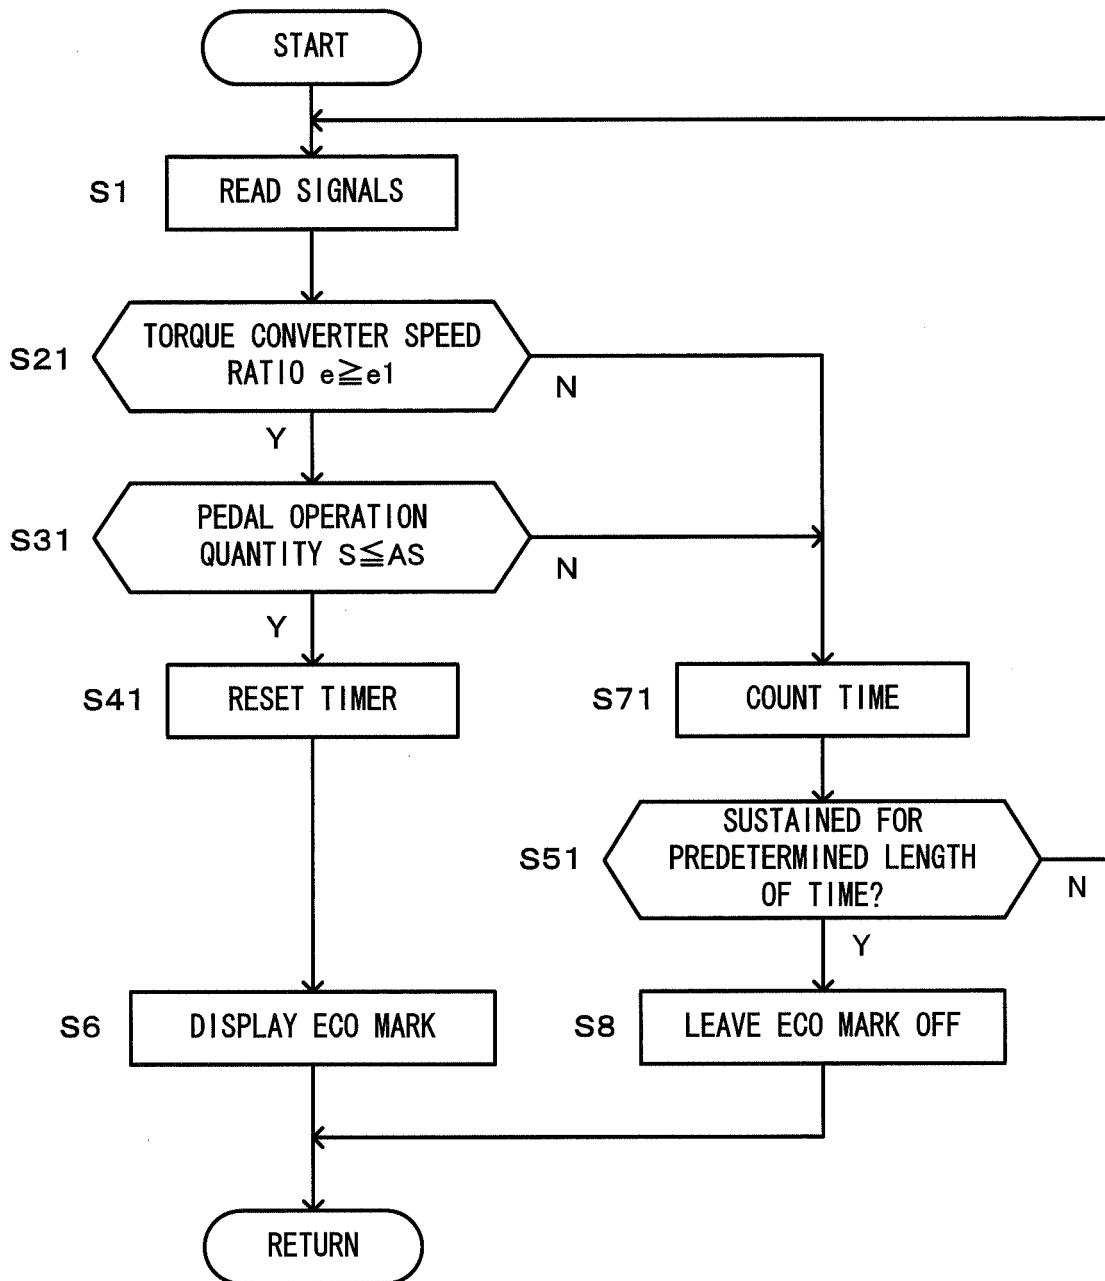 START
S1
READ SIGNALS
S21
TORQUE CONVERTER SPEED
RATIO e≧e1
N
Y
S31
PEDAL OPERATION
QUANTITY S≦AS
N
Y
S41
RESET TIMER
S71
COUNT TIME
S51
SUSTAINED FOR
PREDETERMINED LENGTH
OF TIME?
N
Y
S6
DISPLAY ECO MARK
S8
LEAVE ECO MARK OFF
RETURN